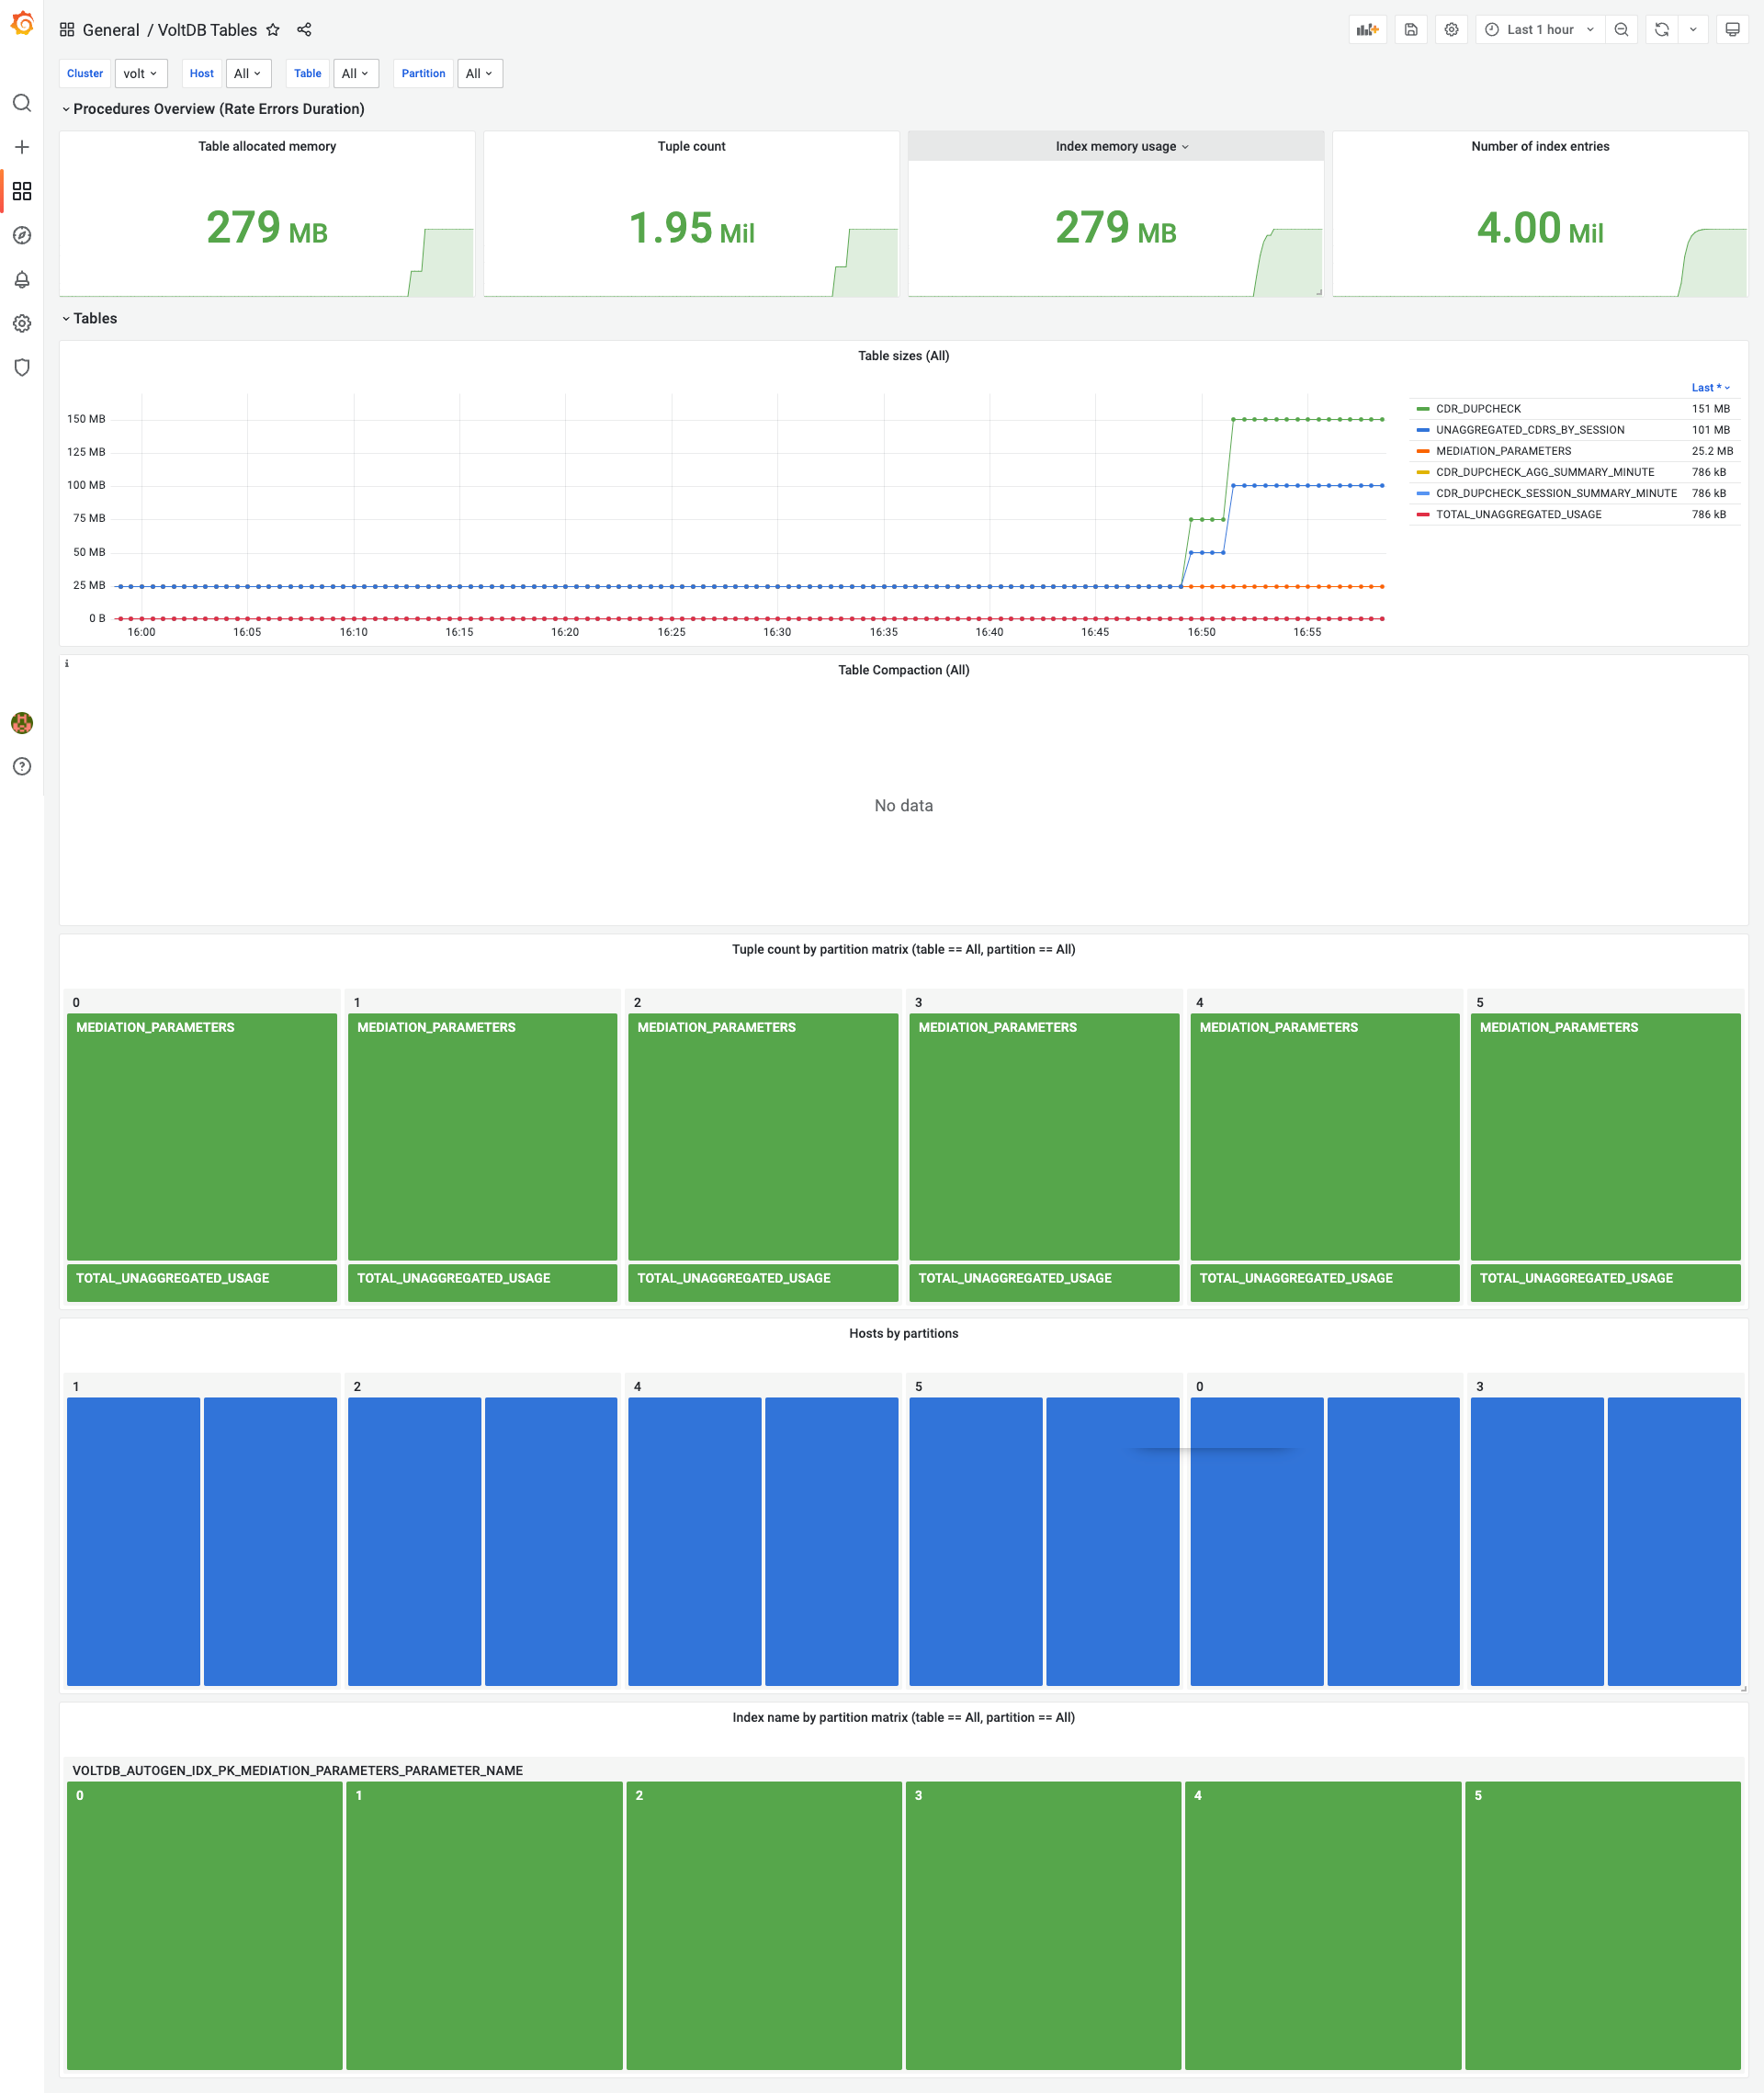 General / VoltDB Tables
Last 1 hour
Cluster volt Host All Table All Partition All
Procedures Overview (Rate Errors Duration)
Table allocated memory
279 MB
Tuple count
1.95 Mil
Index memory usage
279 MB
Number of index entries
4.00 Mil
Tables
Table sizes (All)
150 MB
125 MB
100 MB
75 MB
50 MB
25 MB
0 B
16:00 16:05 16:10 16:15 16:20 16:25 16:30 16:35 16:40 16:45 16:50 16:55
Last *
CDR_DUPCHECK 151 MB
UNAGGREGATED_CDRS_BY_SESSION 101 MB
MEDIATION_PARAMETERS 25.2 MB
CDR_DUPCHECK_AGG_SUMMARY_MINUTE 786 kB
CDR_DUPCHECK_SESSION_SUMMARY_MINUTE 786 kB
TOTAL_UNAGGREGATED_USAGE 786 kB
i
Table Compaction (All)
No data
Tuple count by partition matrix (table == All, partition == All)
0 1 2 3 4 5
MEDIATION_PARAMETERS MEDIATION_PARAMETERS MEDIATION_PARAMETERS MEDIATION_PARAMETERS MEDIATION_PARAMETERS MEDIATION_PARAMETERS
TOTAL_UNAGGREGATED_USAGE TOTAL_UNAGGREGATED_USAGE TOTAL_UNAGGREGATED_USAGE TOTAL_UNAGGREGATED_USAGE TOTAL_UNAGGREGATED_USAGE TOTAL_UNAGGREGATED_USAGE
Hosts by partitions
1 2 4 5 0 3
Index name by partition matrix (table == All, partition == All)
VOLTDB_AUTOGEN_IDX_PK_MEDIATION_PARAMETERS_PARAMETER_NAME
0 1 2 3 4 5